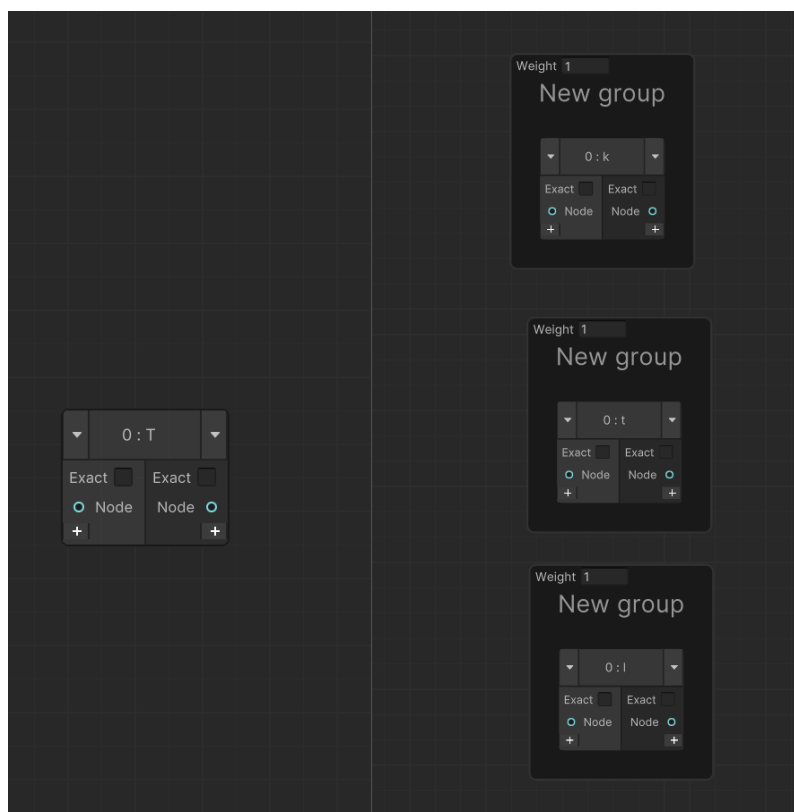 0 : T
Exact Exact
Node Node
+ +
Weight 1
New group
0 : k
Exact Exact
Node Node
+ +
Weight 1
New group
0 : t
Exact Exact
Node Node
+ +
Weight 1
New group
0 : l
Exact Exact
Node Node
+ +